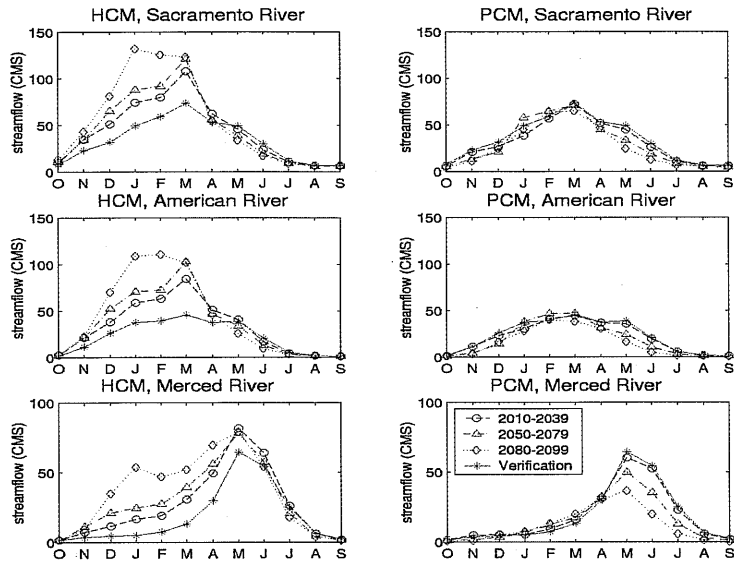 HCM, Sacramento River
PCM, Sacramento River
150
100
50
0
streamflow (CMS)
O N D J F M A M J J A S
150
100
50
0
streamflow (CMS)
O N D J F M A M J J A S
HCM, American River
PCM, American River
150
100
50
0
streamflow (CMS)
O N D J F M A M J J A S
150
100
50
0
streamflow (CMS)
O N D J F M A M J J A S
HCM, Merced River
PCM, Merced River
100
50
0
streamflow (CMS)
O N D J F M A M J J A S
100
50
0
streamflow (CMS)
2010-2039
2050-2079
2080-2099
Verification
O N D J F M A M J J A S